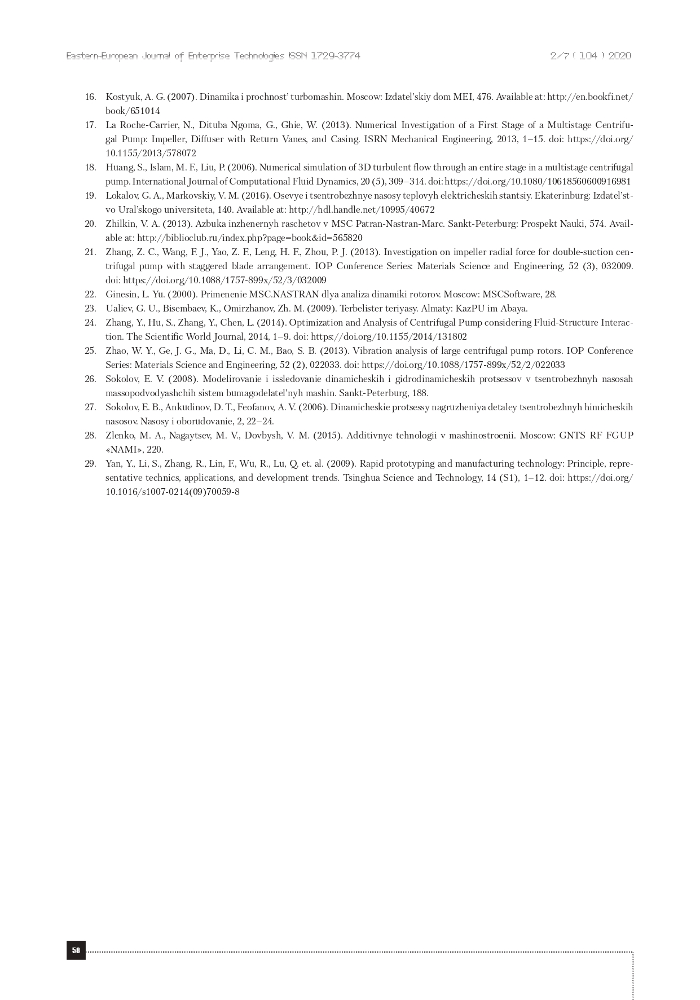 Eastern-European Journal of Enterprise Technologies ISSN 1729-3774 2/7 ( 104 ) 2020
16. Kostyuk, A. G. (2007). Dinamika i prochnost’ turbomashin. Moscow: Izdatel’skiy dom MEI, 476. Available at: http://en.bookfi.net/
book/651014
17. La Roche-Carrier, N., Dituba Ngoma, G., Ghie, W. (2013). Numerical Investigation of a First Stage of a Multistage Centrifu-
gal Pump: Impeller, Diffuser with Return Vanes, and Casing. ISRN Mechanical Engineering, 2013, 1–15. doi: https://doi.org/
10.1155/2013/578072
18. Huang, S., Islam, M. F., Liu, P. (2006). Numerical simulation of 3D turbulent flow through an entire stage in a multistage centrifugal
pump. International Journal of Computational Fluid Dynamics, 20 (5), 309–314. doi: https://doi.org/10.1080/10618560600916981
19. Lokalov, G. A., Markovskiy, V. M. (2016). Osevye i tsentrobezhnye nasosy teplovyh elektricheskih stantsiy. Ekaterinburg: Izdatel’st-
vo Ural’skogo universiteta, 140. Available at: http://hdl.handle.net/10995/40672
20. Zhilkin, V. A. (2013). Azbuka inzhenernyh raschetov v MSC Patran-Nastran-Marc. Sankt-Peterburg: Prospekt Nauki, 574. Avail-
able at: http://biblioclub.ru/index.php?page=book&id=565820
21. Zhang, Z. C., Wang, F. J., Yao, Z. F., Leng, H. F., Zhou, P. J. (2013). Investigation on impeller radial force for double-suction cen-
trifugal pump with staggered blade arrangement. IOP Conference Series: Materials Science and Engineering, 52 (3), 032009.
doi: https://doi.org/10.1088/1757-899x/52/3/032009
22. Ginesin, L. Yu. (2000). Primenenie MSC.NASTRAN dlya analiza dinamiki rotorov. Moscow: MSCSoftware, 28.
23. Ualiev, G. U., Bisembaev, K., Omirzhanov, Zh. M. (2009). Terbelister teriyasy. Almaty: KazPU im Abaya.
24. Zhang, Y., Hu, S., Zhang, Y., Chen, L. (2014). Optimization and Analysis of Centrifugal Pump considering Fluid-Structure Interac-
tion. The Scientific World Journal, 2014, 1–9. doi: https://doi.org/10.1155/2014/131802
25. Zhao, W. Y., Ge, J. G., Ma, D., Li, C. M., Bao, S. B. (2013). Vibration analysis of large centrifugal pump rotors. IOP Conference
Series: Materials Science and Engineering, 52 (2), 022033. doi: https://doi.org/10.1088/1757-899x/52/2/022033
26. Sokolov, E. V. (2008). Modelirovanie i issledovanie dinamicheskih i gidrodinamicheskih protsessov v tsentrobezhnyh nasosah
massopodvodyashchih sistem bumagodelatel’nyh mashin. Sankt-Peterburg, 188.
27. Sokolov, E. B., Ankudinov, D. T., Feofanov, A. V. (2006). Dinamicheskie protsessy nagruzheniya detaley tsentrobezhnyh himicheskih
nasosov. Nasosy i oborudovanie, 2, 22–24.
28. Zlenko, M. A., Nagaytsev, M. V., Dovbysh, V. M. (2015). Additivnye tehnologii v mashinostroenii. Moscow: GNTS RF FGUP
«NAMI», 220.
29. Yan, Y., Li, S., Zhang, R., Lin, F., Wu, R., Lu, Q. et. al. (2009). Rapid prototyping and manufacturing technology: Principle, repre-
sentative technics, applications, and development trends. Tsinghua Science and Technology, 14 (S1), 1–12. doi: https://doi.org/
10.1016/s1007-0214(09)70059-8
58